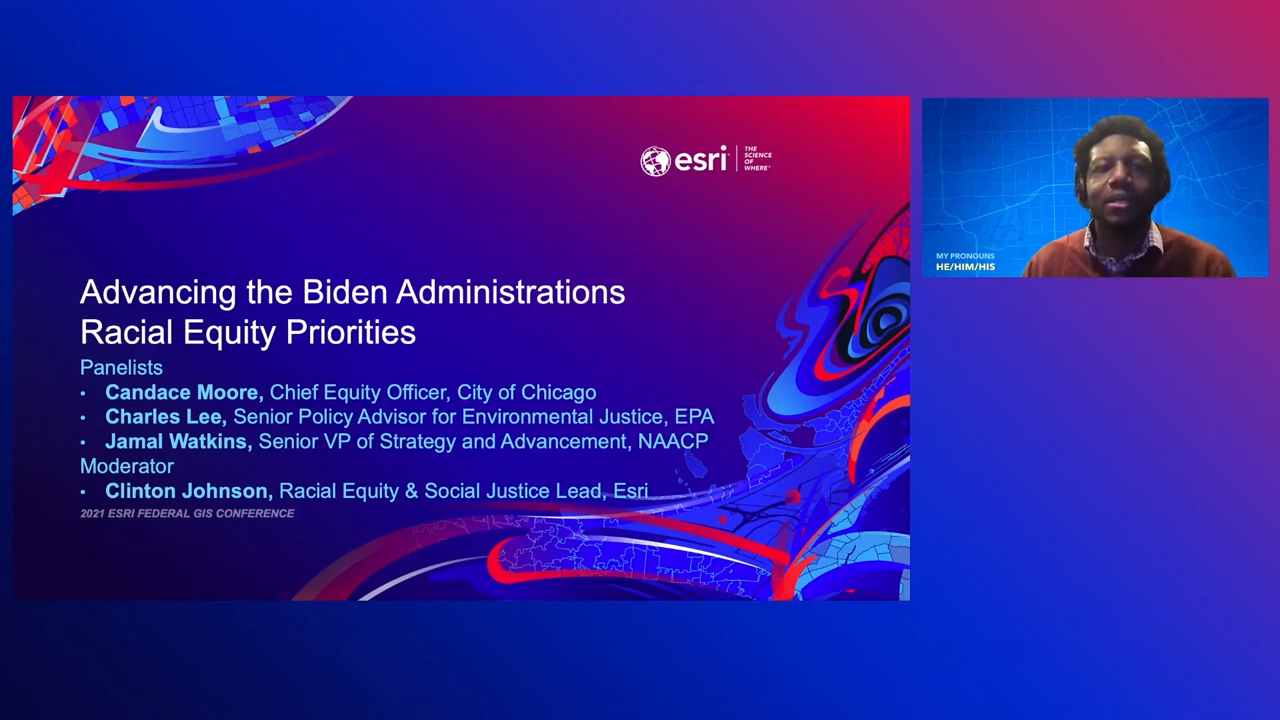 esri
THE
SCIENCE
OF
WHERE
Advancing the Biden Administrations
Racial Equity Priorities
Panelists
• Candace Moore, Chief Equity Officer, City of Chicago
• Charles Lee, Senior Policy Advisor for Environmental Justice, EPA
• Jamal Watkins, Senior VP of Strategy and Advancement, NAACP
Moderator
• Clinton Johnson, Racial Equity & Social Justice Lead, Esri
2021 ESRI FEDERAL GIS CONFERENCE
MY PRONOUNS
HE/HIM/HIS